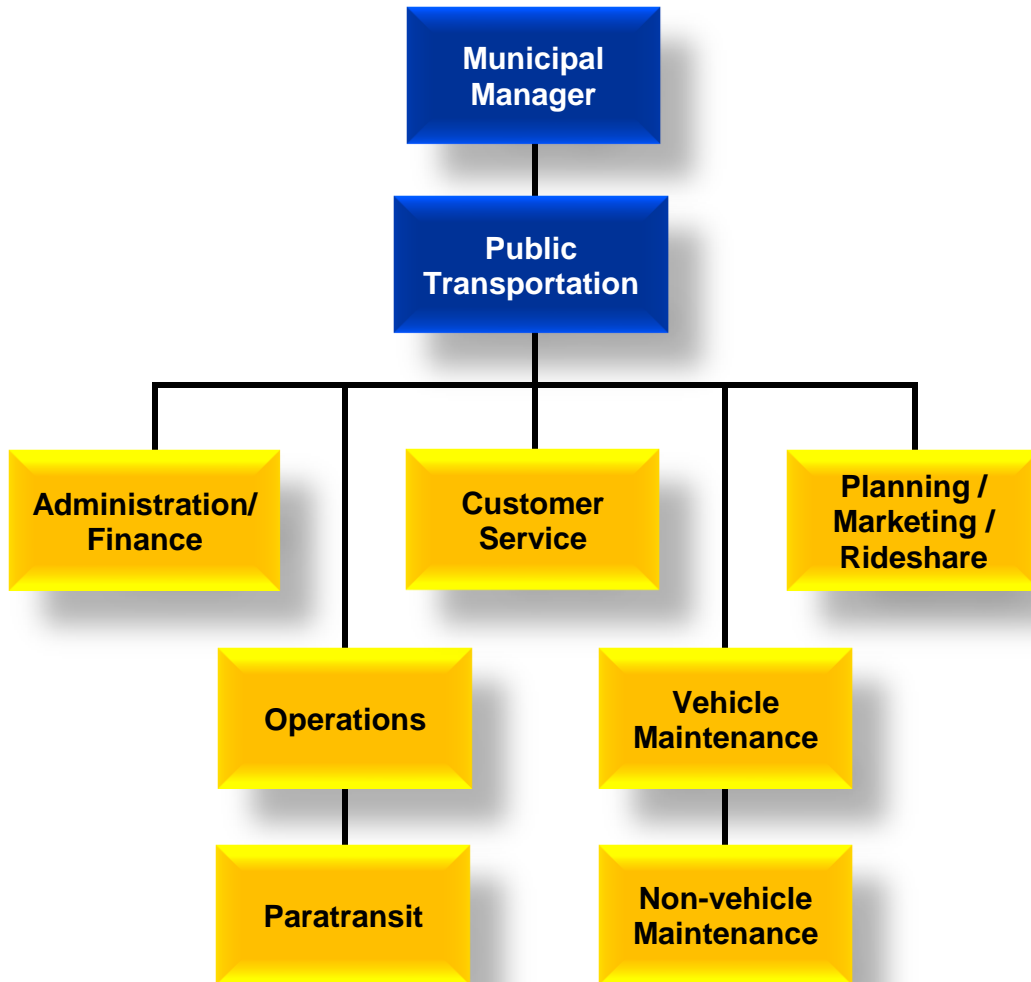 Municipal
Manager
Public
Transportation
Administration/
Finance
Customer
Service
Planning /
Marketing /
Rideshare
Operations
Vehicle
Maintenance
Paratransit
Non-vehicle
Maintenance